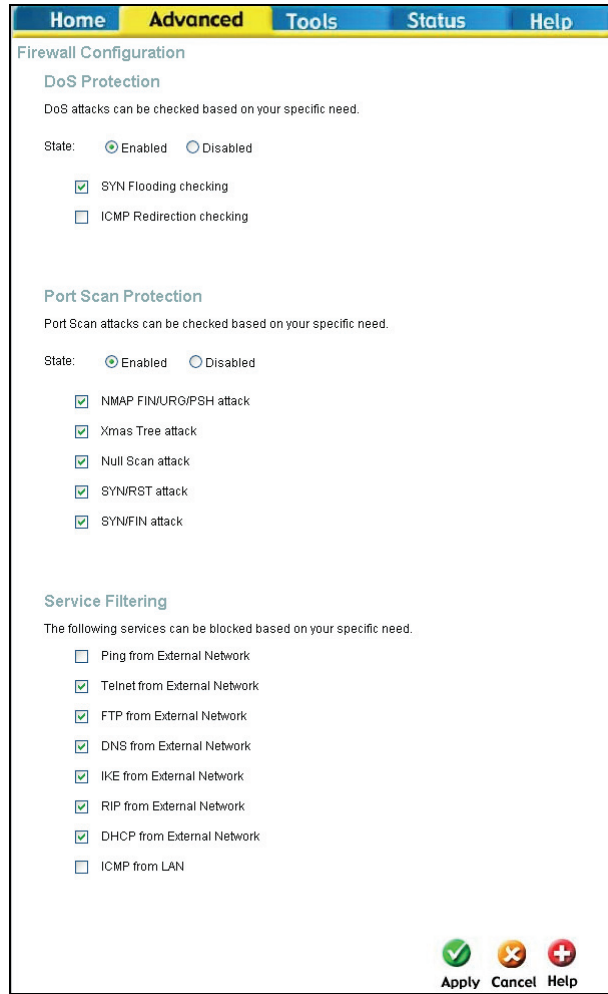 Home Advanced Tools Status Help
Firewall Configuration
DoS Protection
DoS attacks can be checked based on your specific need.
State: Enabled Disabled
SYN Flooding checking
ICMP Redirection checking
Port Scan Protection
Port Scan attacks can be checked based on your specific need.
State: Enabled Disabled
NMAP FIN/URG/PSH attack
Xmas Tree attack
Null Scan attack
SYN/RST attack
SYN/FIN attack
Service Filtering
The following services can be blocked based on your specific need.
Ping from External Network
Telnet from External Network
FTP from External Network
DNS from External Network
IKE from External Network
RIP from External Network
DHCP from External Network
ICMP from LAN
Apply Cancel Help